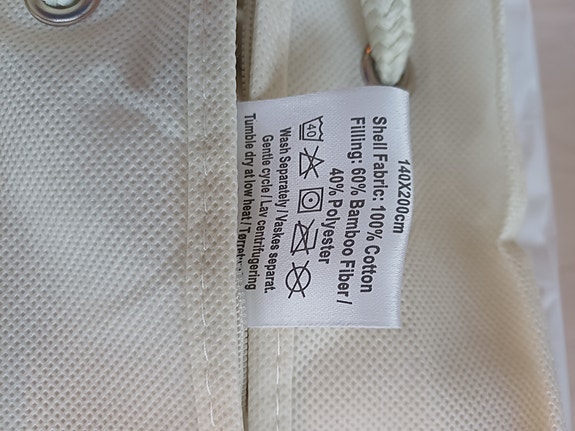 140X200cm
Shell Fabric: 100% Cotton
Filling: 60% Bamboo Fiber /
40% Polyester
40
Wash Separately / Vaskes separat.
Gentle cycle / Lav centrifugering
Tumble dry at low heat /